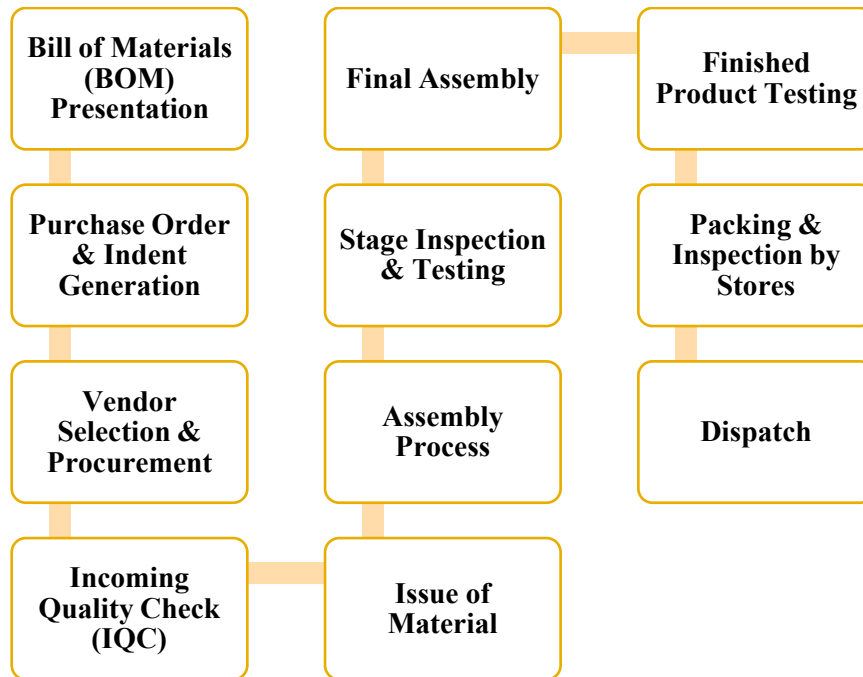 Bill of Materials
(BOM)
Presentation
Purchase Order
& Indent
Generation
Vendor
Selection &
Procurement
Incoming
Quality Check
(IQC)
Issue of
Material
Assembly
Process
Stage Inspection
& Testing
Final Assembly
Finished
Product Testing
Packing &
Inspection by
Stores
Dispatch